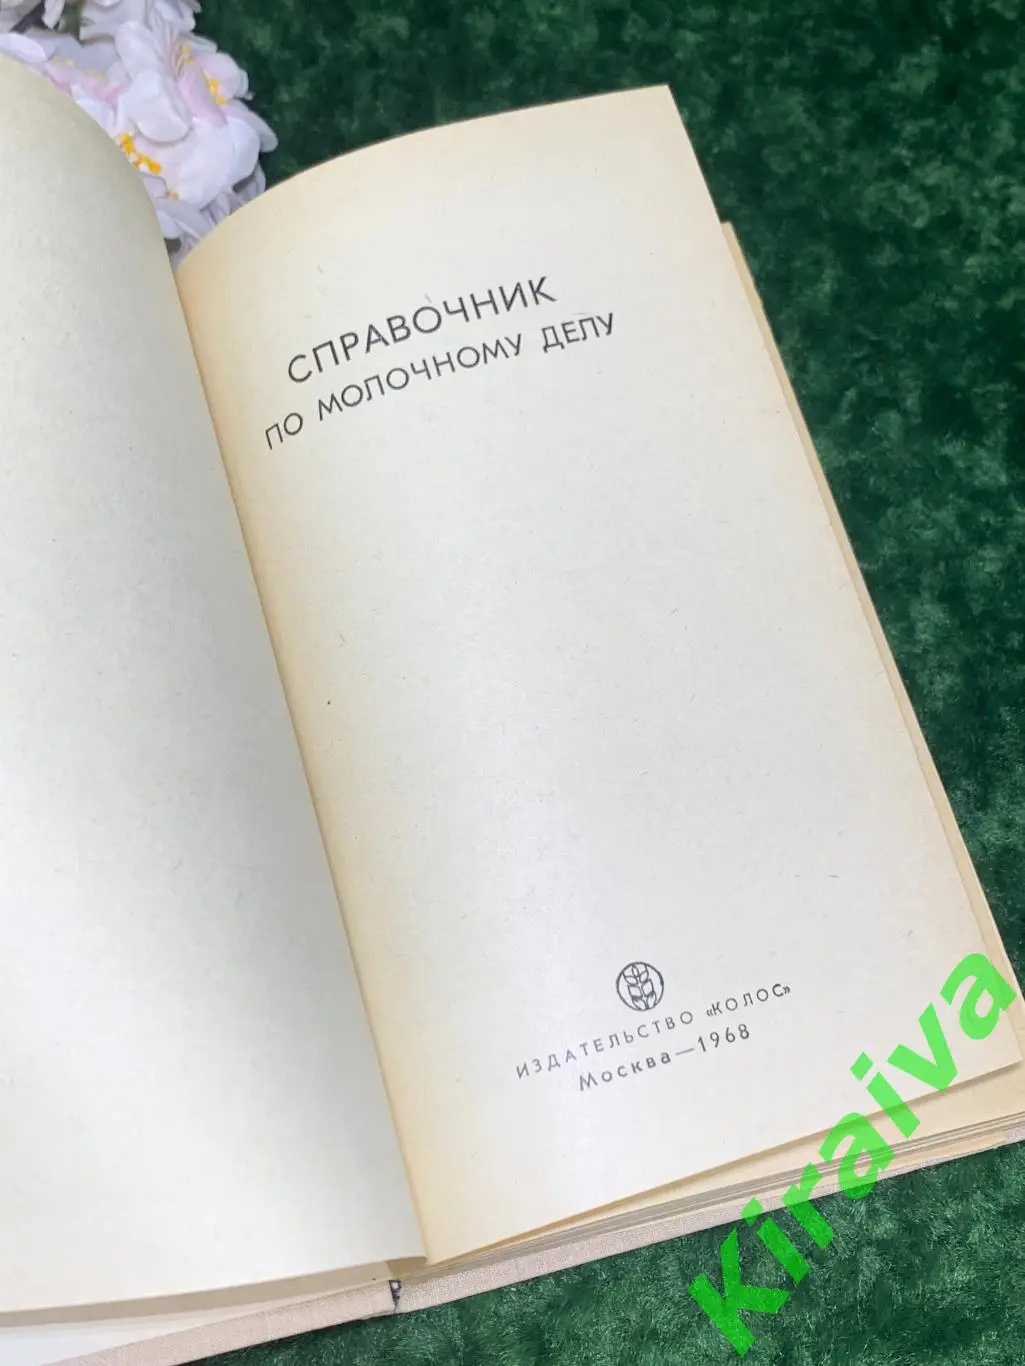 СПРАВОЧНИК
ПО МОЛОЧНОМУ ДЕЛУ
ИЗДАТЕЛЬСТВО «КОЛОС»
Москва—1968
Kiraiva